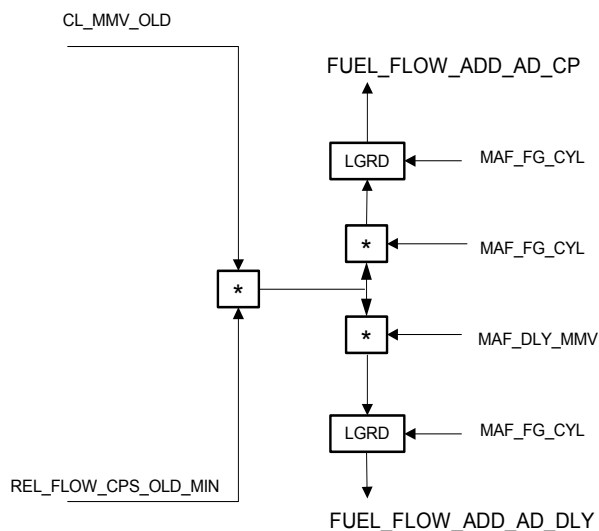 CL_MMV_OLD
FUEL_FLOW_ADD_AD_CP
LGRD
MAF_FG_CYL
*
MAF_FG_CYL
*
*
MAF_DLY_MMV
LGRD
MAF_FG_CYL
REL_FLOW_CPS_OLD_MIN
FUEL_FLOW_ADD_AD_DLY